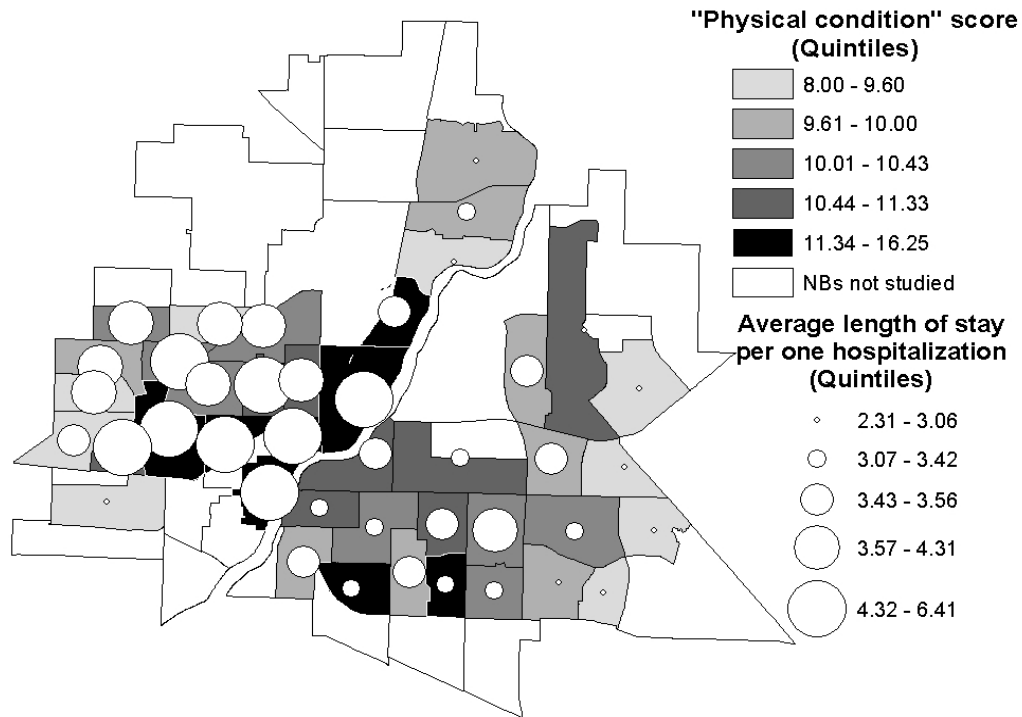 "Physical condition" score
(Quintiles)
8.00 - 9.60
9.61 - 10.00
10.01 - 10.43
10.44 - 11.33
11.34 - 16.25
NBs not studied
Average length of stay
per one hospitalization
(Quintiles)
2.31 - 3.06
3.07 - 3.42
3.43 - 3.56
3.57 - 4.31
4.32 - 6.41